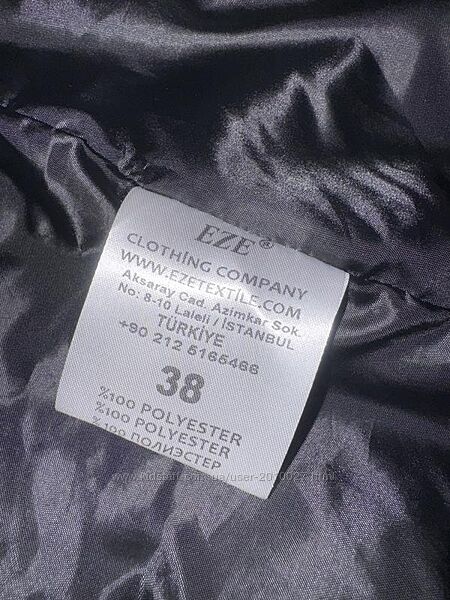 EZE®
CLOTHING COMPANY
WWW.EZETEXTILE.COM
Aksaray Cad. Azimkar Sok.
No: 8-10 Laleli / İSTANBUL
TÜRKİYE
+90 212 5165466
38
%100 POLYESTER
%100 POLYESTER
%100 ПОЛИЭСТЕР